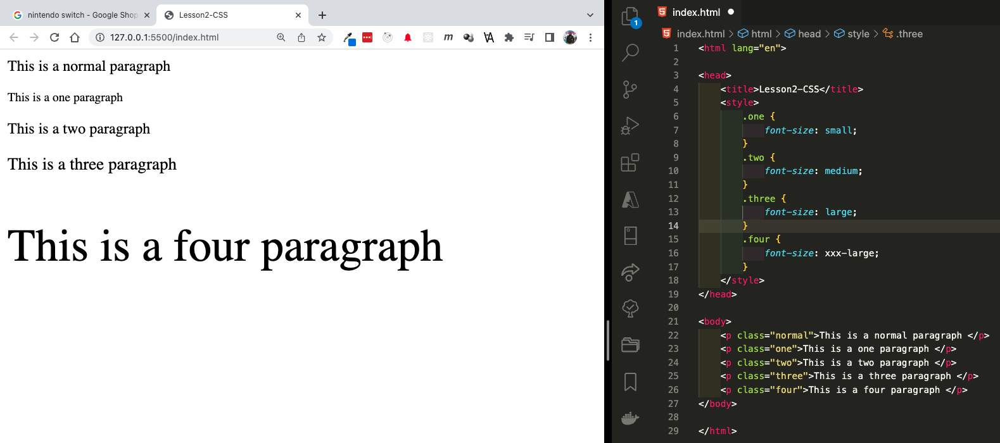 nintendo switch - Google Shop
Lesson2-CSS
127.0.0.1:5500/index.html
This is a normal paragraph
This is a one paragraph
This is a two paragraph
This is a three paragraph
This is a four paragraph
1
index.html
index.html > html > head > style > .three
1 <html lang="en">
2
3 <head>
4 <title>Lesson2-CSS</title>
5 <style>
6 .one {
7 font-size: small;
8 }
9 .two {
10 font-size: medium;
11 }
12 .three {
13 font-size: large;
14 }
15 .four {
16 font-size: xxx-large;
17 }
18 </style>
19 </head>
20
21 <body>
22 <p class="normal">This is a normal paragraph </p>
23 <p class="one">This is a one paragraph </p>
24 <p class="two">This is a two paragraph </p>
25 <p class="three">This is a three paragraph </p>
26 <p class="four">This is a four paragraph </p>
27 </body>
28
29 </html>